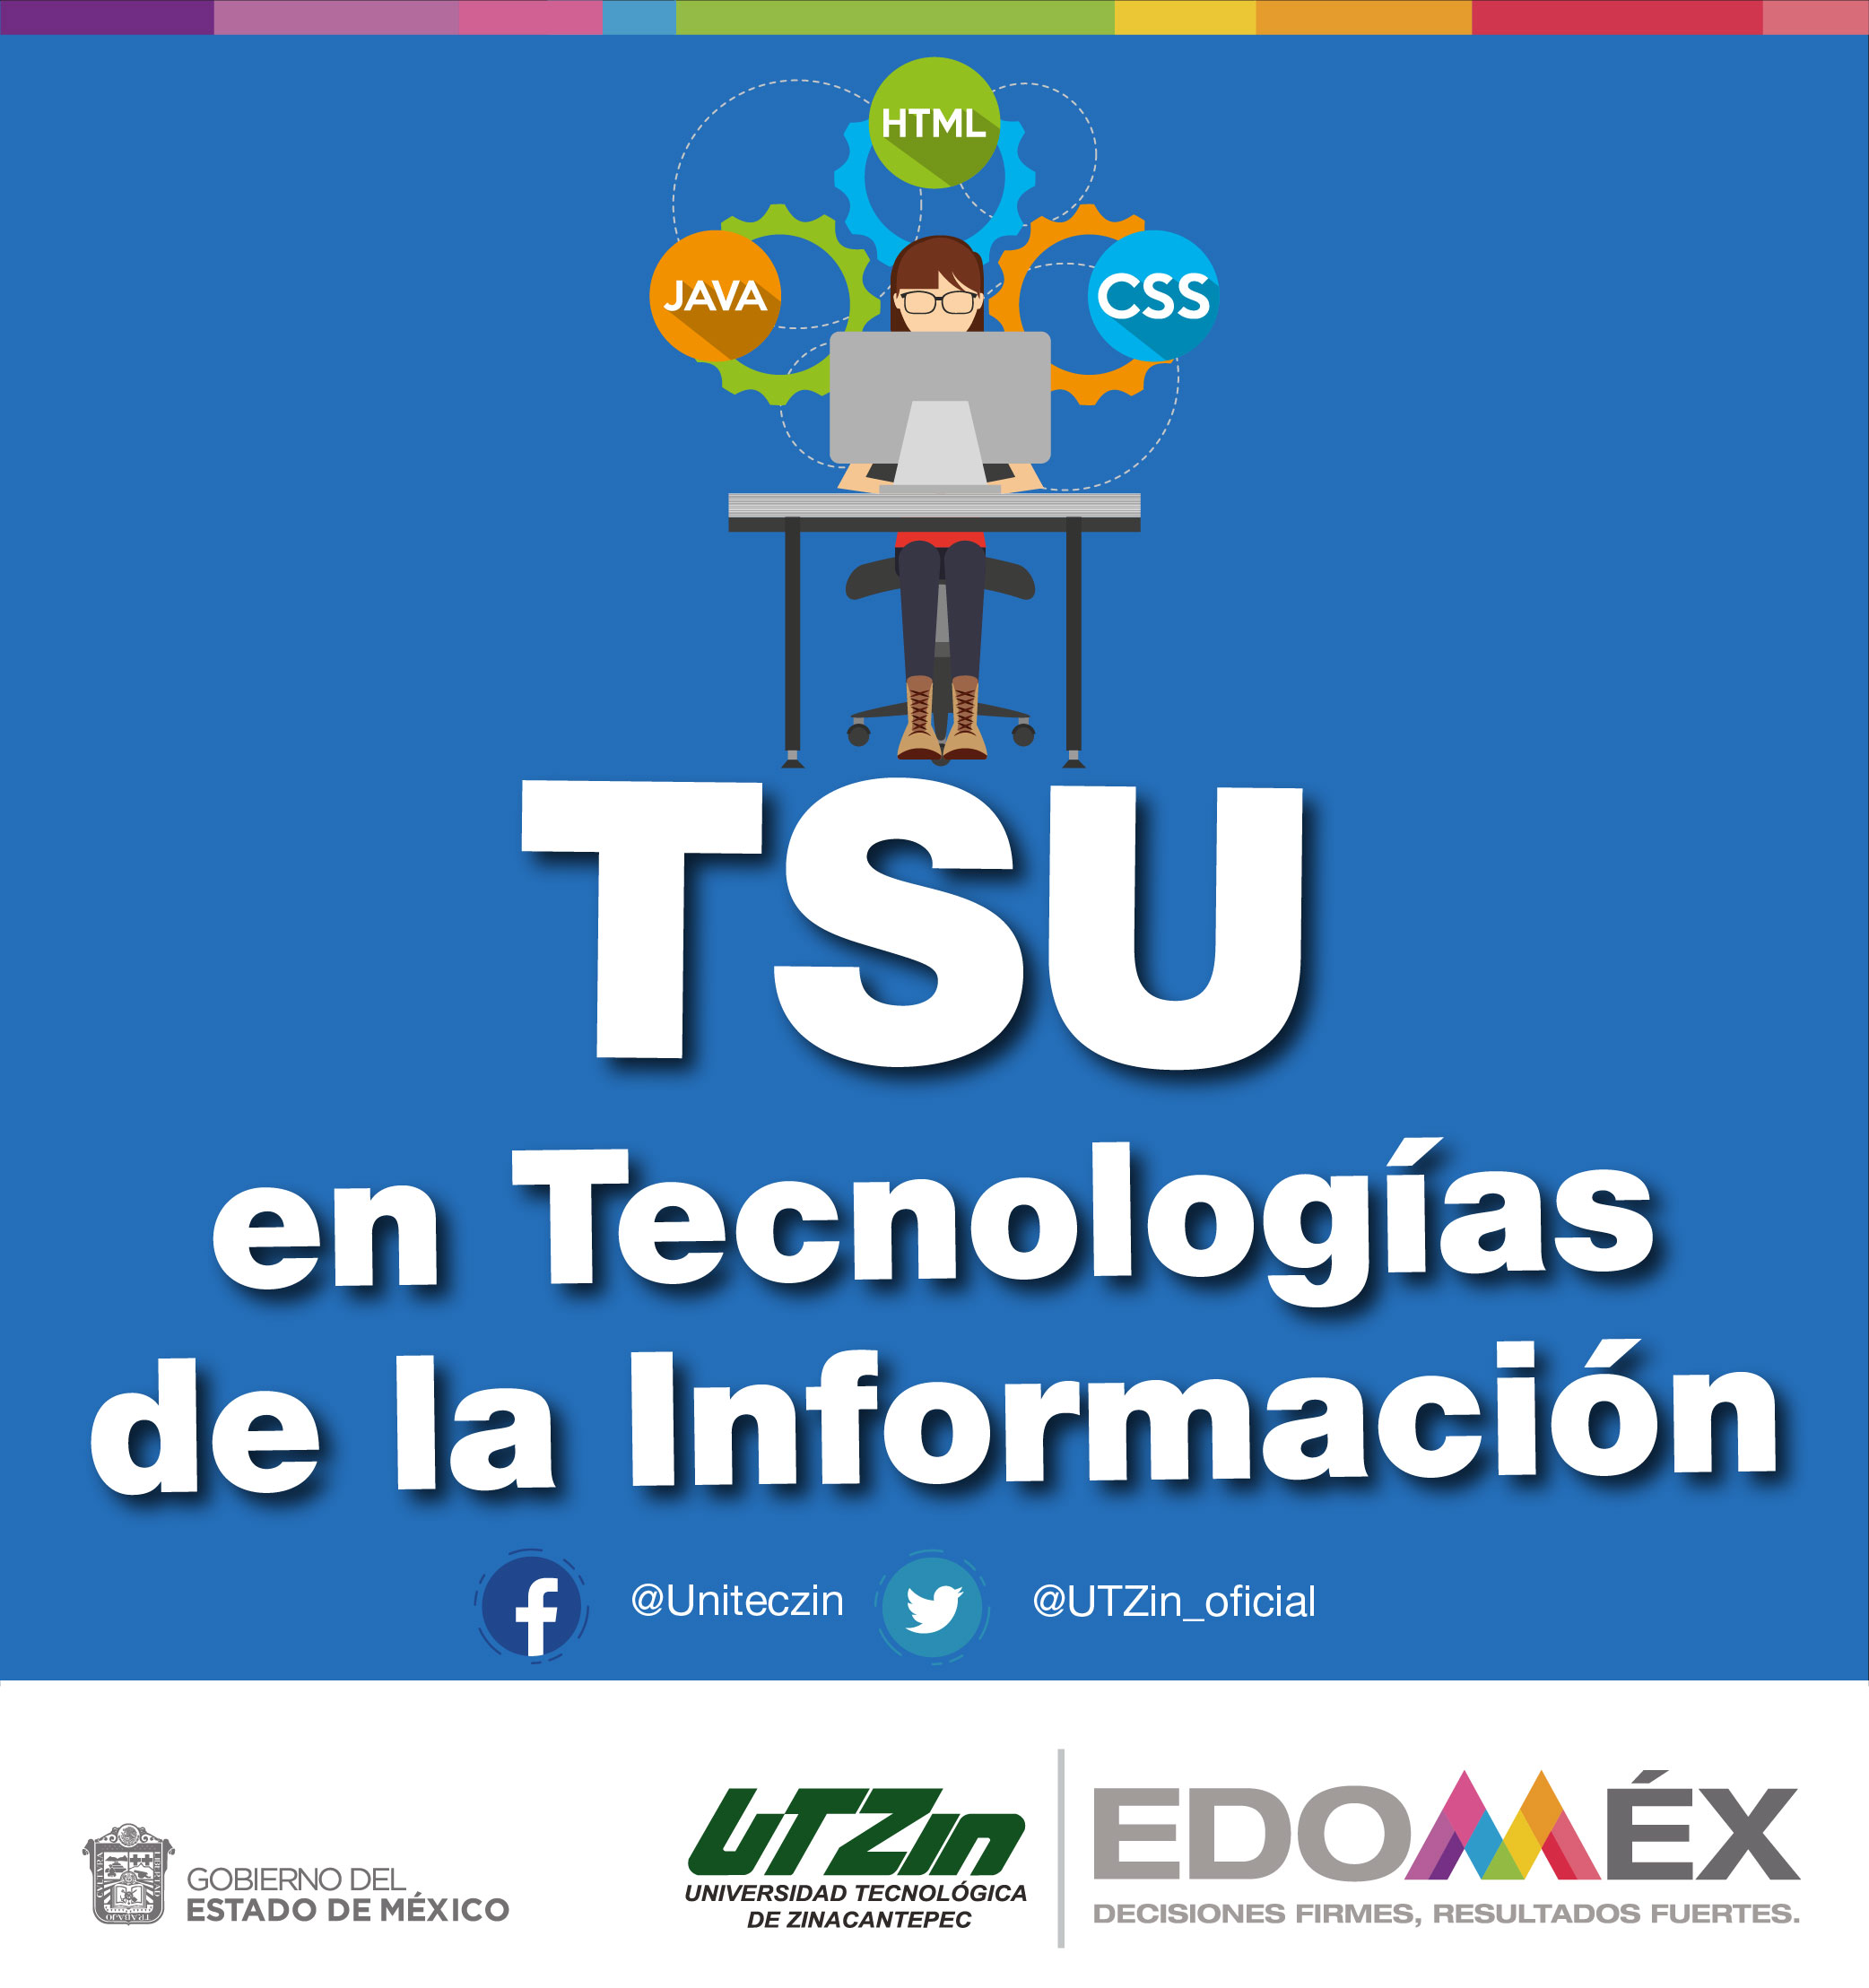 HTML
JAVA
CSS
TSU
en Tecnologías
de la Información
@Uniteczin
@UTZin_oficial
GOBIERNO DEL
ESTADO DE MÉXICO
UTZin
UNIVERSIDAD TECNOLÓGICA
DE ZINACANTEPEC
EDOMÉX
DECISIONES FIRMES, RESULTADOS FUERTES.